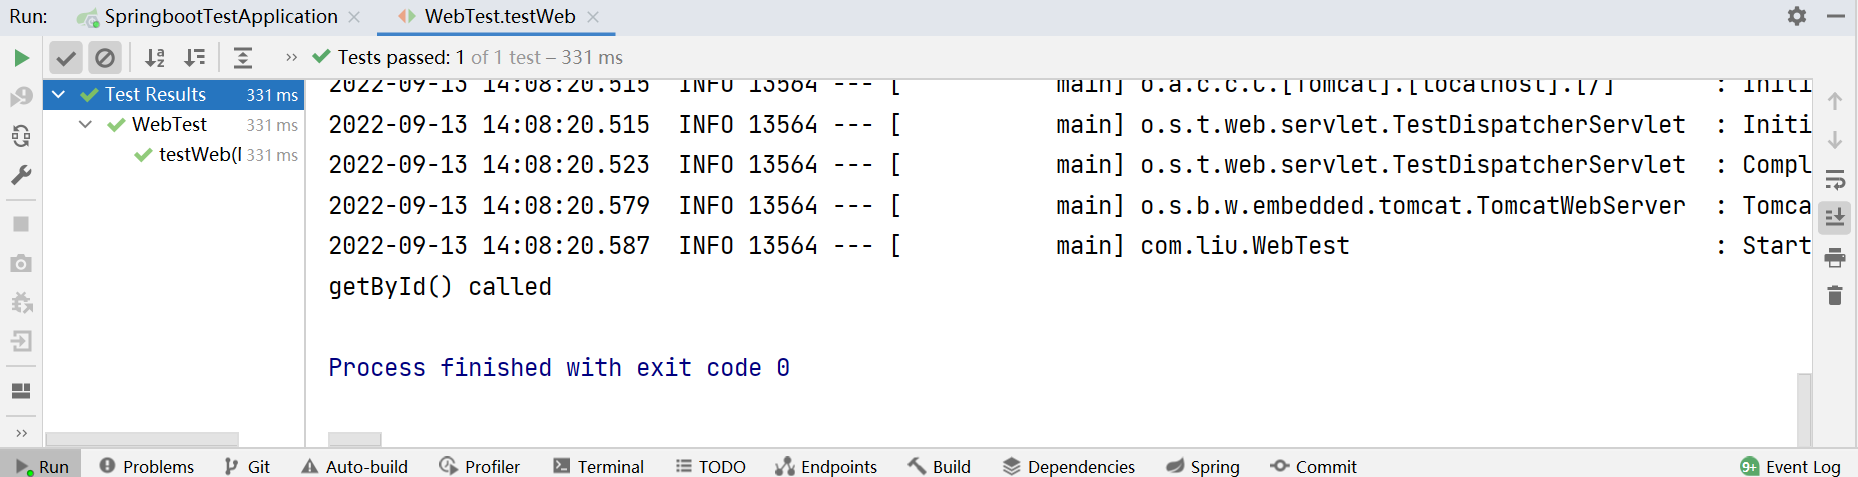 Run: SpringbootTestApplication WebTest.testWeb
Tests passed: 1 of 1 test – 331 ms
Test Results 331 ms
WebTest 331 ms
testWeb( 331 ms
2022-09-13 14:08:20.515 INFO 13564 --- [ main] o.a.c.c.C.[Tomcat].[localhost].[/] : Initi
2022-09-13 14:08:20.515 INFO 13564 --- [ main] o.s.t.web.servlet.TestDispatcherServlet : Initi
2022-09-13 14:08:20.523 INFO 13564 --- [ main] o.s.t.web.servlet.TestDispatcherServlet : Compl
2022-09-13 14:08:20.579 INFO 13564 --- [ main] o.s.b.w.embedded.tomcat.TomcatWebServer : Tomca
2022-09-13 14:08:20.587 INFO 13564 --- [ main] com.liu.WebTest : Start
getById() called
Process finished with exit code 0
Run Problems Git Auto-build Profiler Terminal TODO Endpoints Build Dependencies Spring Commit 9+ Event Log